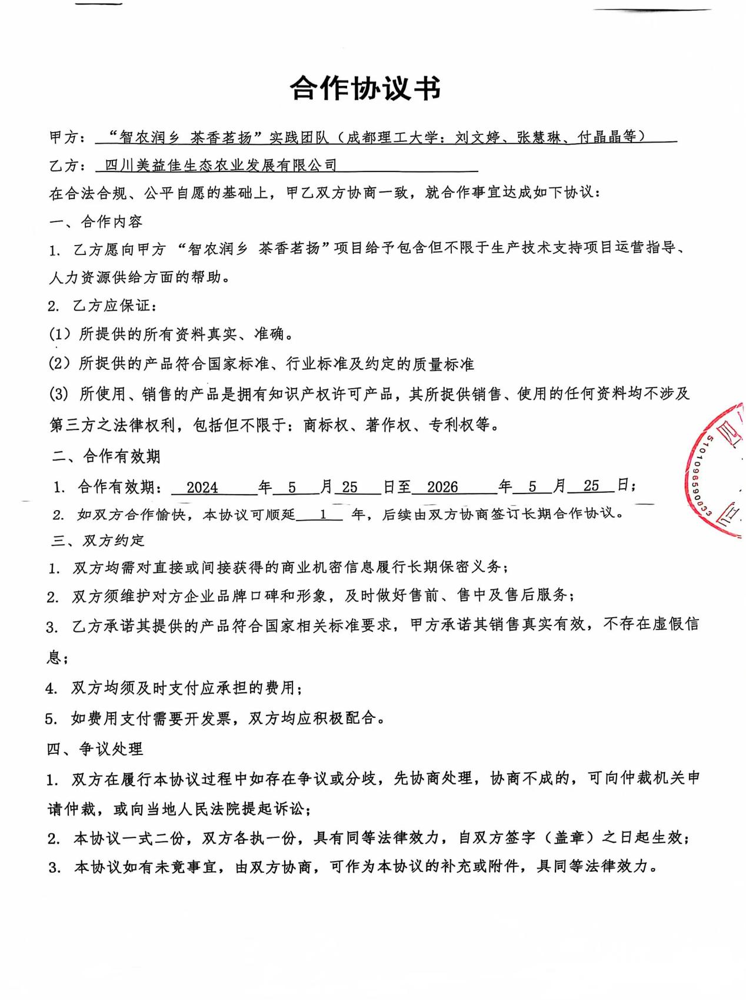 合作协议书
甲方：“智农润乡 茶香茗扬”实践团队（成都理工大学：刘文婷、张慧琳、付晶晶等）
乙方：四川美益佳生态农业发展有限公司
在合法合规、公平自愿的基础上，甲乙双方协商一致，就合作事宜达成如下协议：
一、合作内容
1. 乙方愿向甲方 “智农润乡 茶香茗扬”项目给予包含但不限于生产技术支持项目运营指导、
人力资源供给方面的帮助。
2. 乙方应保证：
(1）所提供的所有资料真实、准确。
(2）所提供的产品符合国家标准、行业标准及约定的质量标准
(3) 所使用、销售的产品是拥有知识产权许可产品，其所提供销售、使用的任何资料均不涉及
第三方之法律权利，包括但不限于：商标权、著作权、专利权等。
二、合作有效期
1. 合作有效期： 2024 年 5 月 25 日至 2026 年 5 月 25 日；
2. 如双方合作愉快，本协议可顺延 1 年，后续由双方协商签订长期合作协议。
三、双方约定
1. 双方均需对直接或间接获得的商业机密信息履行长期保密义务；
2. 双方须维护对方企业品牌口碑和形象，及时做好售前、售中及售后服务；
3. 乙方承诺其提供的产品符合国家相关标准要求，甲方承诺其销售真实有效，不存在虚假信
息；
4. 双方均须及时支付应承担的费用；
5. 如费用支付需要开发票，双方均应积极配合。
四、争议处理
1. 双方在履行本协议过程中如存在争议或分歧，先协商处理，协商不成的，可向仲裁机关申
请仲裁，或向当地人民法院提起诉讼；
2. 本协议一式二份，双方各执一份，具有同等法律效力，自双方签字（盖章）之日起生效；
3. 本协议如有未竟事宜，由双方协商，可作为本协议的补充或附件，具同等法律效力。
四
5101096590833
司